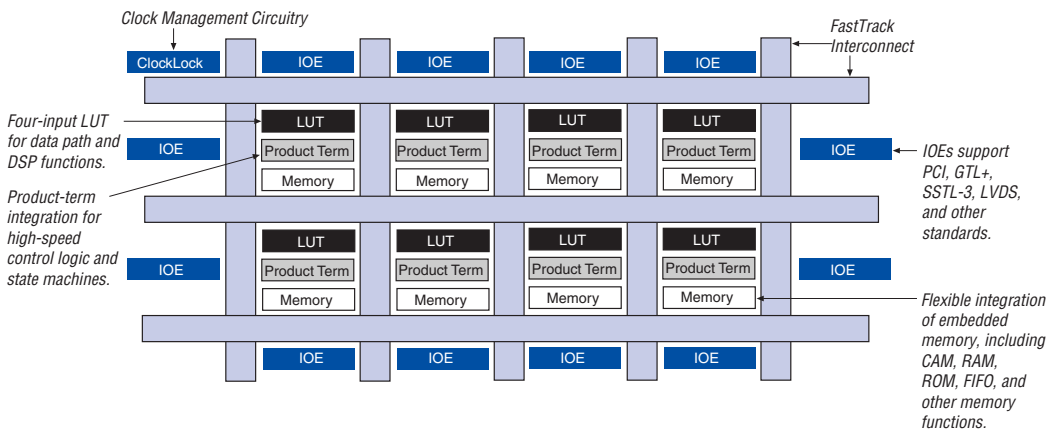 Clock Management Circuitry
FastTrack
Interconnect
ClockLock
IOE
IOE
IOE
IOE
Four-input LUT
for data path and
DSP functions.
LUT
LUT
LUT
LUT
IOE
Product Term
Product Term
Product Term
Product Term
IOE
IOEs support
PCI, GTL+,
SSTL-3, LVDS,
and other
standards.
Memory
Memory
Memory
Memory
Product-term
integration for
high-speed
control logic and
state machines.
LUT
LUT
LUT
LUT
IOE
Product Term
Product Term
Product Term
Product Term
IOE
Memory
Memory
Memory
Memory
Flexible integration
of embedded
memory, including
CAM, RAM,
ROM, FIFO, and
other memory
functions.
IOE
IOE
IOE
IOE